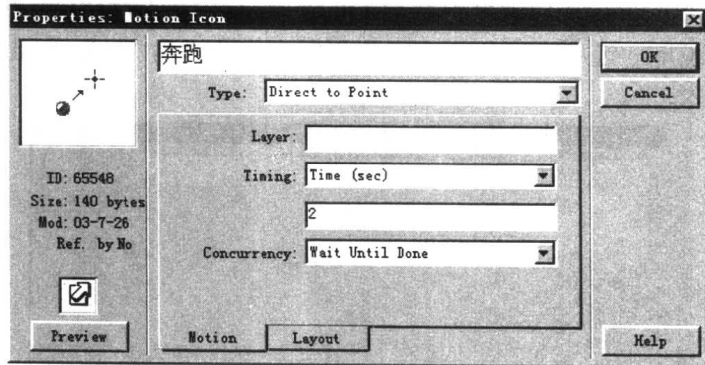 Properties: Motion Icon
奔跑
OK
Type: Direct to Point
Cancel
Layer:
ID: 65548
Timing: Time (sec)
Size: 140 bytes
Mod: 03-7-26
2
Ref. by No
Concurrency: Wait Until Done
Preview
Motion
Layout
Help